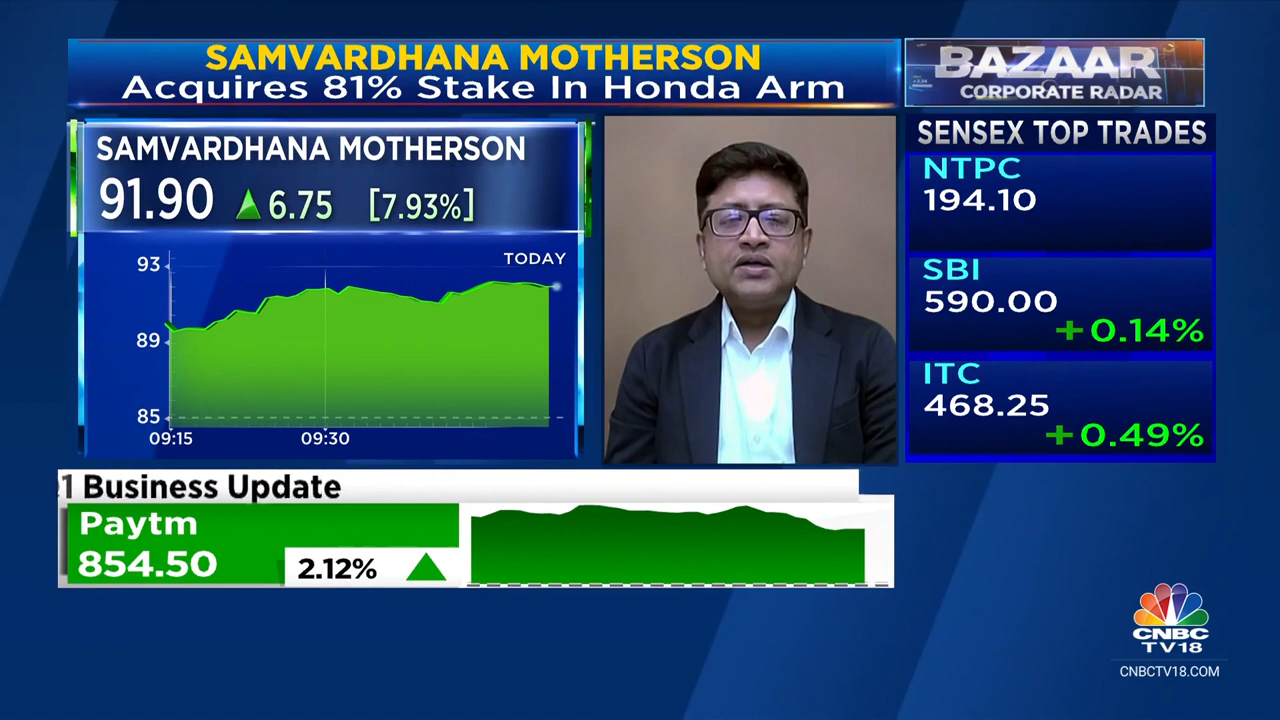 SAMVARDHANA MOTHERSON
Acquires 81% Stake In Honda Arm
BAZAAR
CORPORATE RADAR
SAMVARDHANA MOTHERSON
91.90 ▲ 6.75 [7.93%]
TODAY
93
89
85
09:15 09:30
SENSEX TOP TRADES
NTPC
194.10
SBI
590.00
+0.14%
ITC
468.25
+0.49%
1 Business Update
Paytm
854.50 2.12% ▲
CNBC
TV18
CNBCTV18.COM